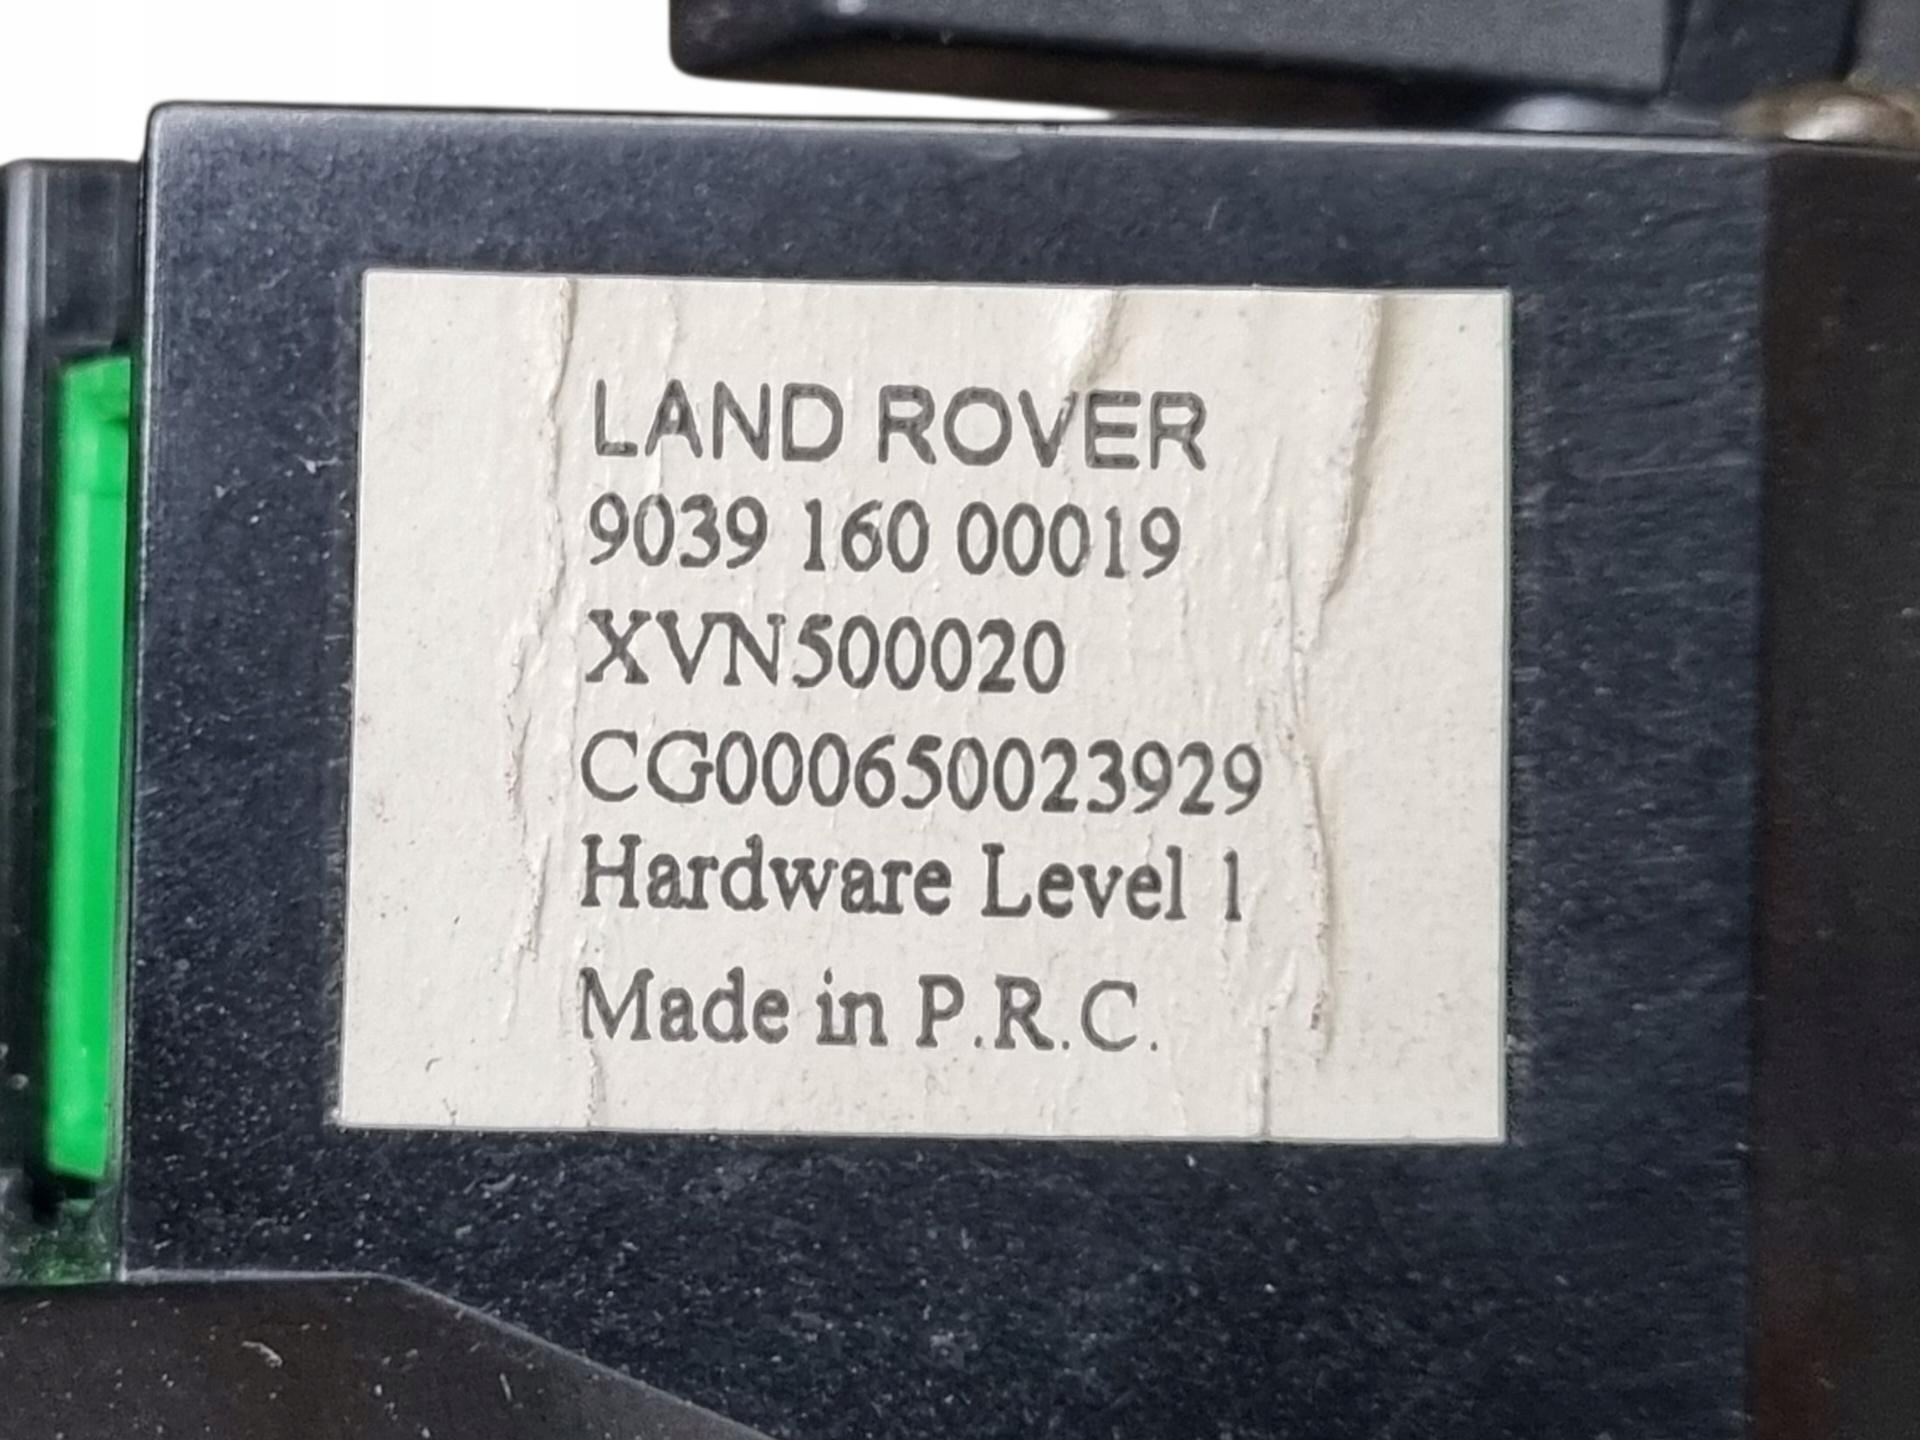 LAND ROVER
9039 160 00019
XVN500020
CG000650023929
Hardware Level 1
Made in P.R.C.